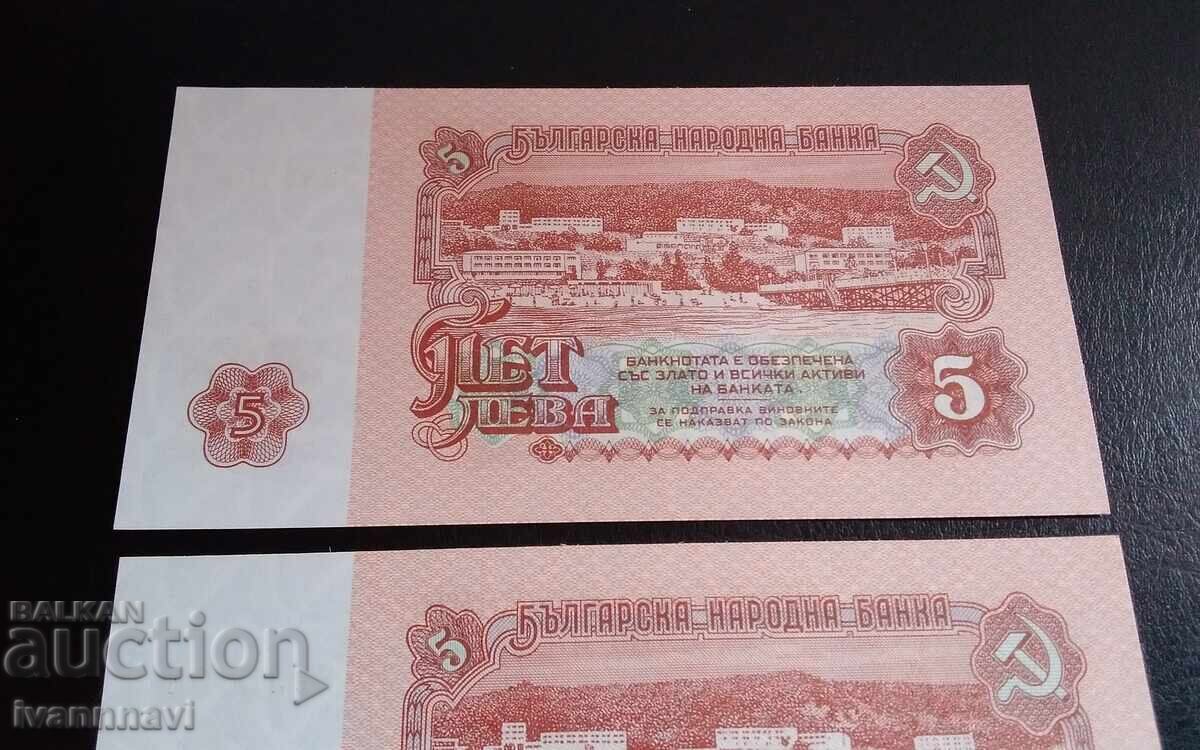 5 БЪЛГАРСКА НАРОДНА БАНКА
ПЕТ
ЛЕВА
БАНКНОТАТА Е ОБЕЗПЕЧЕНА
СЪС ЗЛАТО И ВСИЧКИ АКТИВИ
НА БАНКАТА.
ЗА ПОДПРАВКА ВИНОВНИТЕ
СЕ НАКАЗВАТ ПО ЗАКОНА
5
5
5 БЪЛГАРСКА НАРОДНА БАНКА
BALKAN
auction
ivannnavi